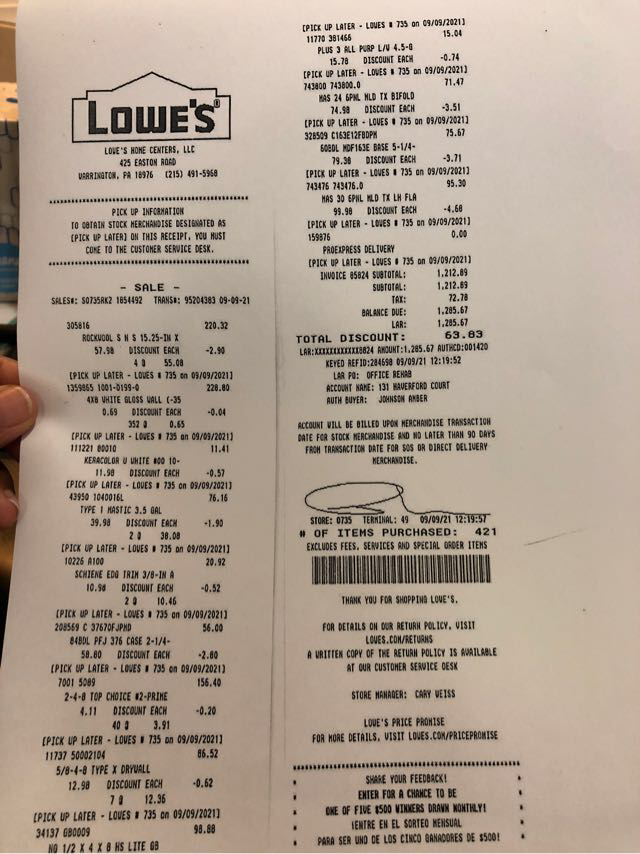 LOWE'S
LOWE'S HOME CENTERS, LLC
425 EASTON ROAD
WARRINGTON, PA 18976 (215) 491-5968
PICK UP INFORMATION
TO OBTAIN STOCK MERCHANDISE DESIGNATED AS
[PICK UP LATER] ON THIS RECEIPT, YOU MUST
COME TO THE CUSTOMER SERVICE DESK.
- SALE -
SALES#: S0735RK2 1854492 TRANS#: 95204383 09-09-21
305816 220.32
ROCKWOOL S N S 15.25-IN X
57.98 DISCOUNT EACH -2.90
4 @ 55.08
[PICK UP LATER - LOWES # 735 on 09/09/2021]
1359865 1001-0199-0 228.80
4X8 WHITE GLOSS WALL (-35
0.69 DISCOUNT EACH -0.04
352 @ 0.65
[PICK UP LATER - LOWES # 735 on 09/09/2021]
111221 80010 11.41
KERACOLOR U WHITE #00 10-
11.98 DISCOUNT EACH -0.57
[PICK UP LATER - LOWES # 735 on 09/09/2021]
43950 1040016L 76.16
TYPE 1 MASTIC 3.5 GAL
39.98 DISCOUNT EACH -1.90
2 @ 38.08
[PICK UP LATER - LOWES # 735 on 09/09/2021]
10226 A100 20.92
SCHIENE EDG TRIM 3/8-IN A
10.98 DISCOUNT EACH -0.52
2 @ 10.46
[PICK UP LATER - LOWES # 735 on 09/09/2021]
208569 C 37670FJPMD 56.00
84BDL PFJ 376 CASE 2-1/4-
58.80 DISCOUNT EACH -2.80
[PICK UP LATER - LOWES # 735 on 09/09/2021]
7001 5089 156.40
2-4-8 TOP CHOICE #2-PRIME
4.11 DISCOUNT EACH -0.20
40 @ 3.91
[PICK UP LATER - LOWES # 735 on 09/09/2021]
11737 50002104 86.52
5/8-4-8 TYPE X DRYWALL
12.98 DISCOUNT EACH -0.62
7 @ 12.36
[PICK UP LATER - LOWES # 735 on 09/09/2021]
34137 GB0009 98.88
NG 1/2 X 4 X 8 HS LITE GB
[PICK UP LATER - LOWES # 735 on 09/09/2021]
11770 381466 15.04
PLUS 3 ALL PURP L/W 4.5-G
15.78 DISCOUNT EACH -0.74
[PICK UP LATER - LOWES # 735 on 09/09/2021]
743800 743800.0 71.47
MAS 24 6PNL MLD TX BIFOLD
74.98 DISCOUNT EACH -3.51
[PICK UP LATER - LOWES # 735 on 09/09/2021]
328509 C163E12FBDPM 75.67
60BDL MDF163E BASE 5-1/4-
79.38 DISCOUNT EACH -3.71
[PICK UP LATER - LOWES # 735 on 09/09/2021]
743476 743476.0 95.30
MAS 30 6PNL MLD TX LH FLA
99.98 DISCOUNT EACH -4.68
[PICK UP LATER - LOWES # 735 on 09/09/2021]
159876 0.00
PROEXPRESS DELIVERY
[PICK UP LATER - LOWES # 735 on 09/09/2021]
INVOICE 85824 SUBTOTAL: 1,212.89
SUBTOTAL: 1,212.89
TAX: 72.78
BALANCE DUE: 1,285.67
LAR: 1,285.67
TOTAL DISCOUNT: 63.83
LAR:XXXXXXXXXXXX8824 AMOUNT:1,285.67 AUTHCD:001420
KEYED REFID:284698 09/09/21 12:19:52
LAR PO: OFFICE REHAB
ACCOUNT NAME: 131 HAVERFORD COURT
AUTH BUYER: JOHNSON AMBER
ACCOUNT WILL BE BILLED UPON MERCHANDISE TRANSACTION
DATE FOR STOCK MERCHANDISE AND NO LATER THAN 90 DAYS
FROM TRANSACTION DATE FOR SOS OR DIRECT DELIVERY
MERCHANDISE.
STORE: 0735 TERMINAL: 49 09/09/21 12:19:57
# OF ITEMS PURCHASED: 421
EXCLUDES FEES, SERVICES AND SPECIAL ORDER ITEMS
THANK YOU FOR SHOPPING LOWE'S.
FOR DETAILS ON OUR RETURN POLICY, VISIT
LOWES.COM/RETURNS
A WRITTEN COPY OF THE RETURN POLICY IS AVAILABLE
AT OUR CUSTOMER SERVICE DESK
STORE MANAGER: CARY WEISS
LOWE'S PRICE PROMISE
FOR MORE DETAILS, VISIT LOWES.COM/PRICEPROMISE
SHARE YOUR FEEDBACK!
ENTER FOR A CHANCE TO BE
ONE OF FIVE $500 WINNERS DRAWN MONTHLY!
¡ENTRE EN EL SORTEO MENSUAL
PARA SER UNO DE LOS CINCO GANADORES DE $500!